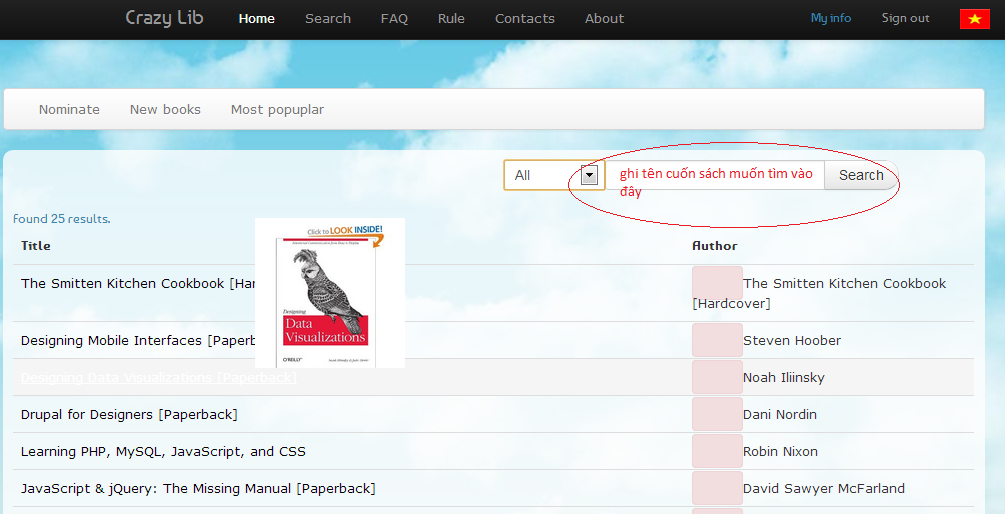 Crazy Lib Home Search FAQ Rule Contacts About My info Sign out
Nominate New books Most popuplar
All ghi tên cuốn sách muốn tìm vào Search
đây
Found 25 results.
Click to LOOK INSIDE!
Title Author
The Smitten Kitchen Cookbook [Har The Smitten Kitchen Cookbook
[Hardcover]
Designing
Data
Visualizations
Designing Mobile Interfaces [Paperb Steven Hoober
O'REILLY
Designing Data Visualizations [Paperback] Noah Iliinsky
Drupal for Designers [Paperback] Dani Nordin
Learning PHP, MySQL, JavaScript, and CSS Robin Nixon
JavaScript & jQuery: The Missing Manual [Paperback] David Sawyer McFarland